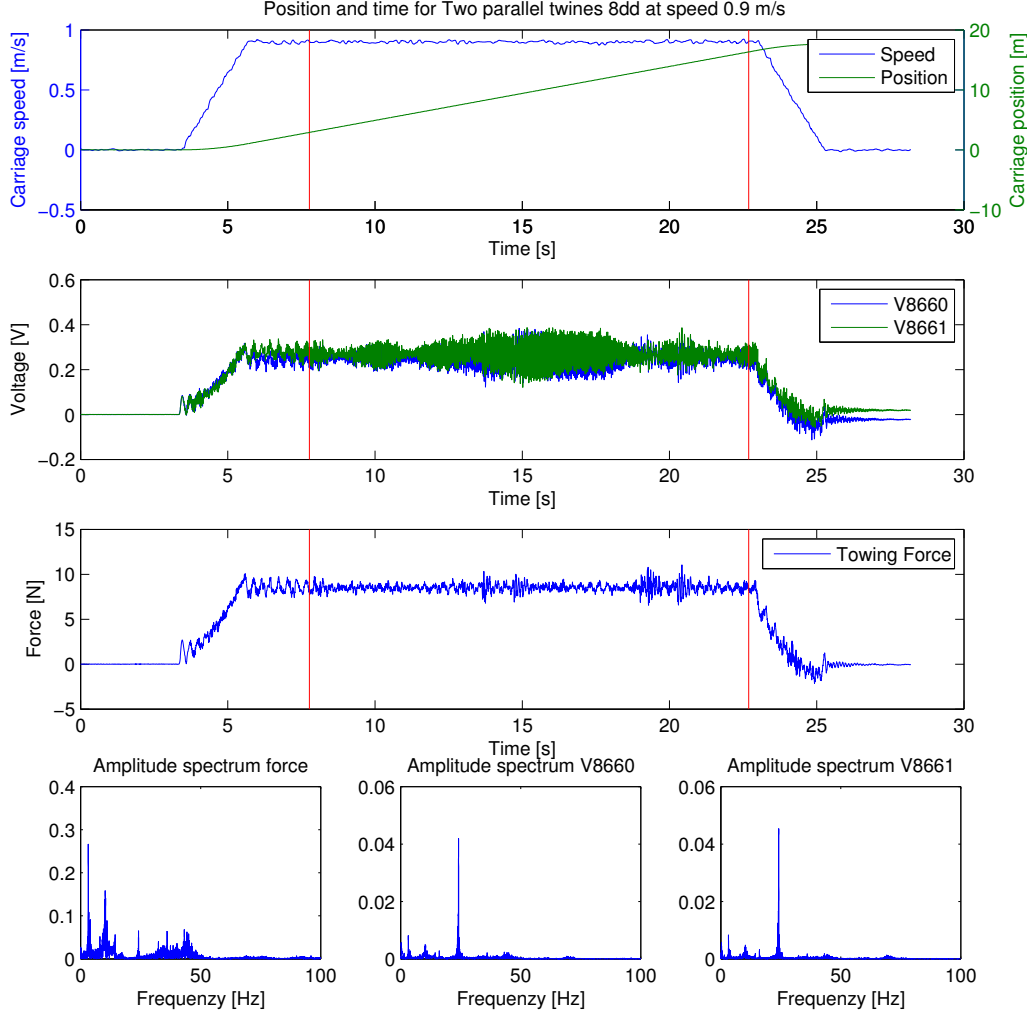 Position and time for Two parallel twines 8dd at speed 0.9 m/s
1
0.5
0
−0.5
Carriage speed [m/s]
20
10
0
−10
Carriage position [m]
Speed
Position
0 5 10 15 20 25 30
Time [s]
0.6
0.4
0.2
0
−0.2
Voltage [V]
V8660
V8661
0 5 10 15 20 25 30
Time [s]
15
10
5
0
−5
Force [N]
Towing Force
0 5 10 15 20 25 30
Time [s]
Amplitude spectrum force
0.4
0.3
0.2
0.1
0
0 50 100
Frequenzy [Hz]
Amplitude spectrum V8660
0.06
0.04
0.02
0
0 50 100
Frequenzy [Hz]
Amplitude spectrum V8661
0.06
0.04
0.02
0
0 50 100
Frequenzy [Hz]